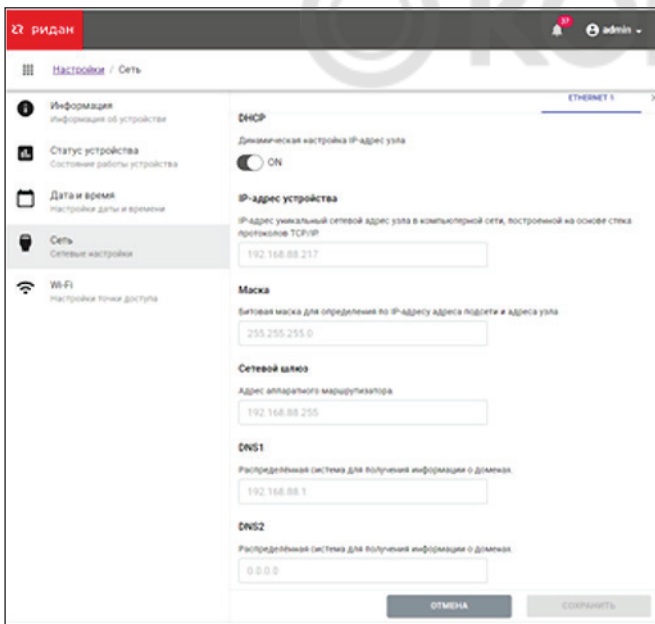 ридан
37
admin
Настройки / Сеть
ETHERNET 1
Информация
Информация об устройстве
Статус устройства
Состояние работы устройства
Дата и время
Настройки даты и времени
Сеть
Сетевые настройки
Wi-Fi
Настройки точки доступа
DHCP
Динамическая настройка IP-адрес узла
ON
IP-адрес устройства
IP-адрес уникальный сетевой адрес узла в компьютерной сети, построенной на основе стека
протоколов TCP/IP.
192.168.88.217
Маска
Битовая маска для определения по IP-адресу адреса подсети и адреса узла
255.255.255.0
Сетевой шлюз
Адрес аппаратного маршрутизатора.
192.168.88.255
DNS1
Распределённая система для получения информации о доменах.
192.168.88.1
DNS2
Распределённая система для получения информации о доменах.
0.0.0.0
ОТМЕНА
СОХРАНИТЬ